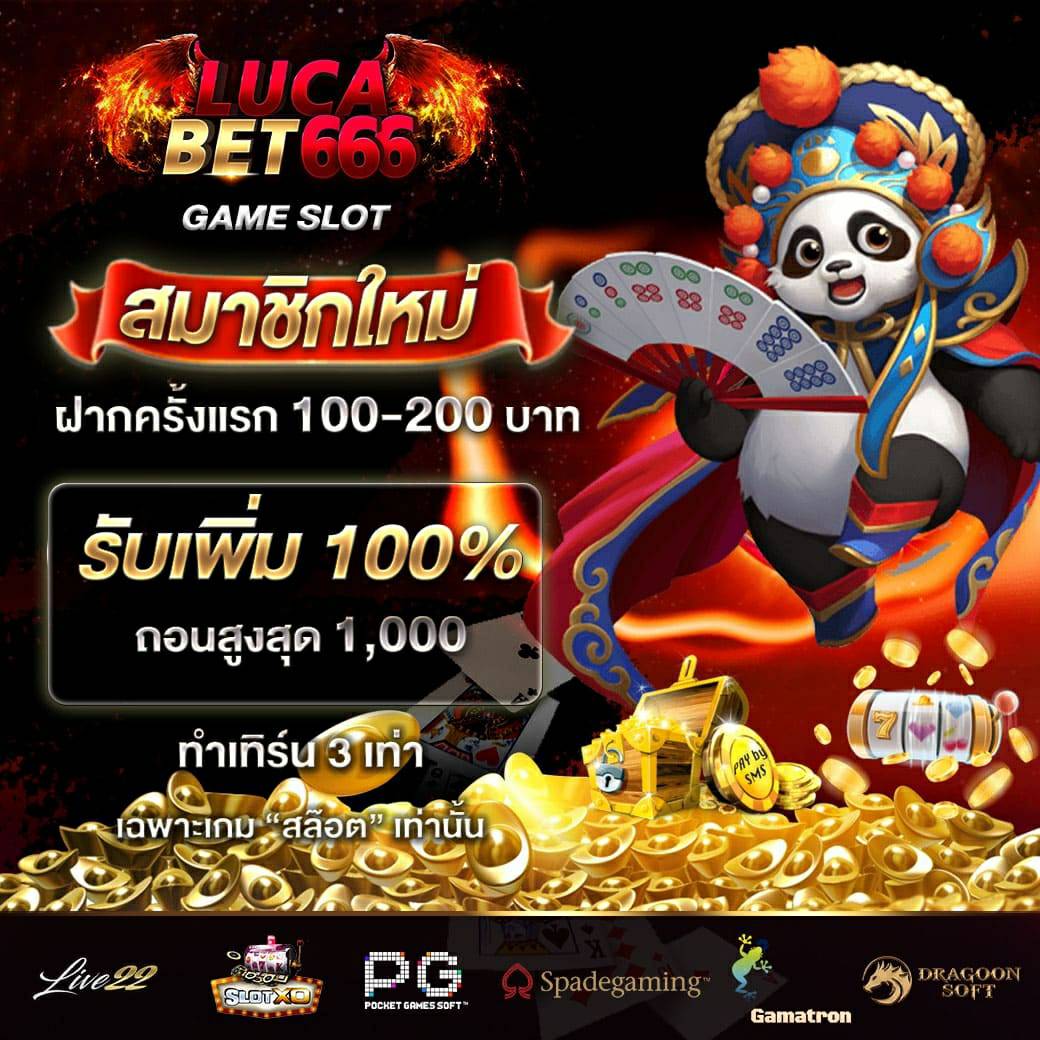 LUCA
BET666
GAME SLOT
สมาชิกใหม่
ฝากครั้งแรก 100-200 บาท
รับเพิ่ม 100%
ถอนสูงสุด 1,000
ทำเทิร์น 3 เท่า
เฉพาะเกม “สล๊อต” เท่านั้น
PAY by
SMS
7
Live22
SLOTXO
PG
POCKET GAMES SOFT™
Spadegaming™
Gamatron
DRAGOON
SOFT